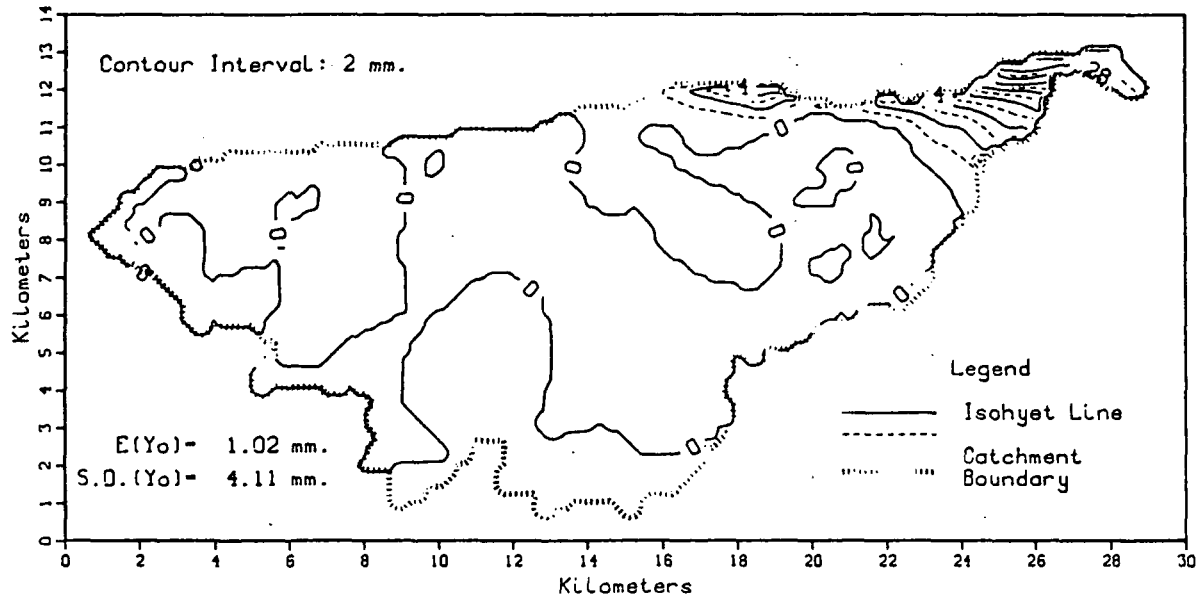 Contour Interval: 2 mm.
4
4
28
0
0
0
0
0
0
0
0
0
0
0
0
0
E(Yo)= 1.02 mm.
S.D.(Yo)= 4.11 mm.
Legend
Isohyet Line
Catchment
Boundary
Kilometers
0 1 2 3 4 5 6 7 8 9 10 11 12 13 14
0 2 4 6 8 10 12 14 16 18 20 22 24 26 28 30
Kilometers